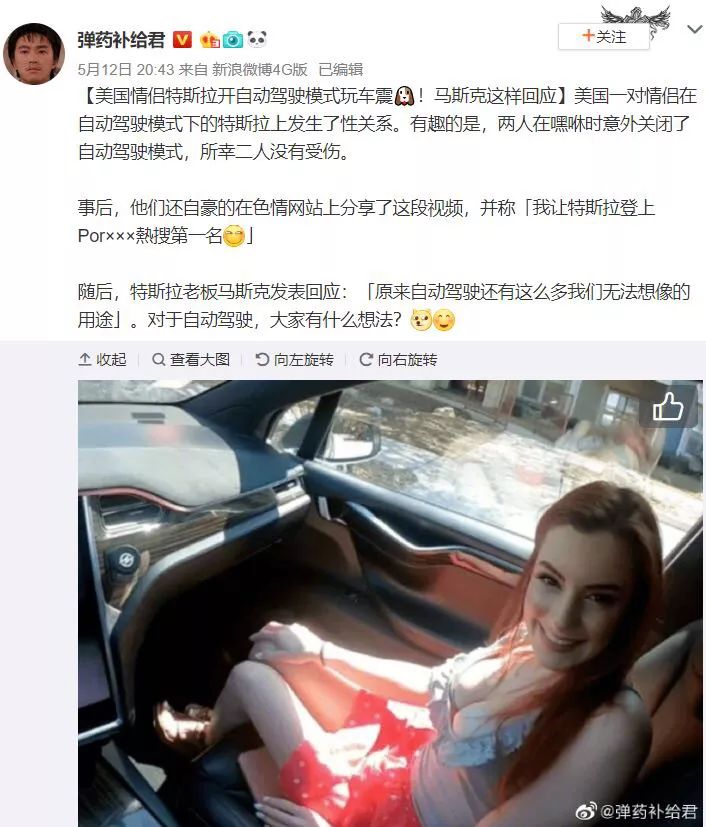 弹药补给君
+关注
5月12日 20:43 来自 新浪微博4G版 已编辑
【美国情侣特斯拉开自动驾驶模式玩车震🐶！马斯克这样回应】美国一对情侣在
自动驾驶模式下的特斯拉上发生了性关系。有趣的是，两人在嘿咻时意外关闭了
自动驾驶模式，所幸二人没有受伤。
事后，他们还自豪的在色情网站上分享了这段视频，并称「我让特斯拉登上
Por×××熱搜第一名😏」
随后，特斯拉老板马斯克发表回应：「原来自动驾驶还有这么多我们无法想像的
用途」。对于自动驾驶，大家有什么想法？🐶😊
收起 查看大图 向左旋转 向右旋转
@弹药补给君